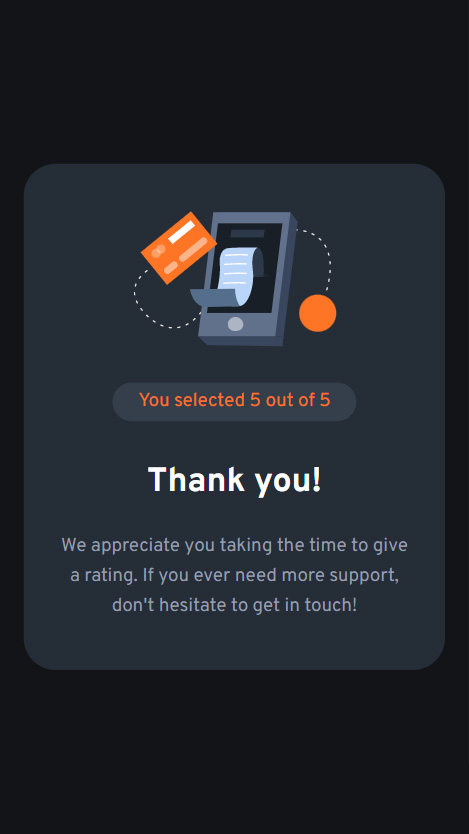 You selected 5 out of 5
Thank you!
We appreciate you taking the time to give
a rating. If you ever need more support,
don't hesitate to get in touch!